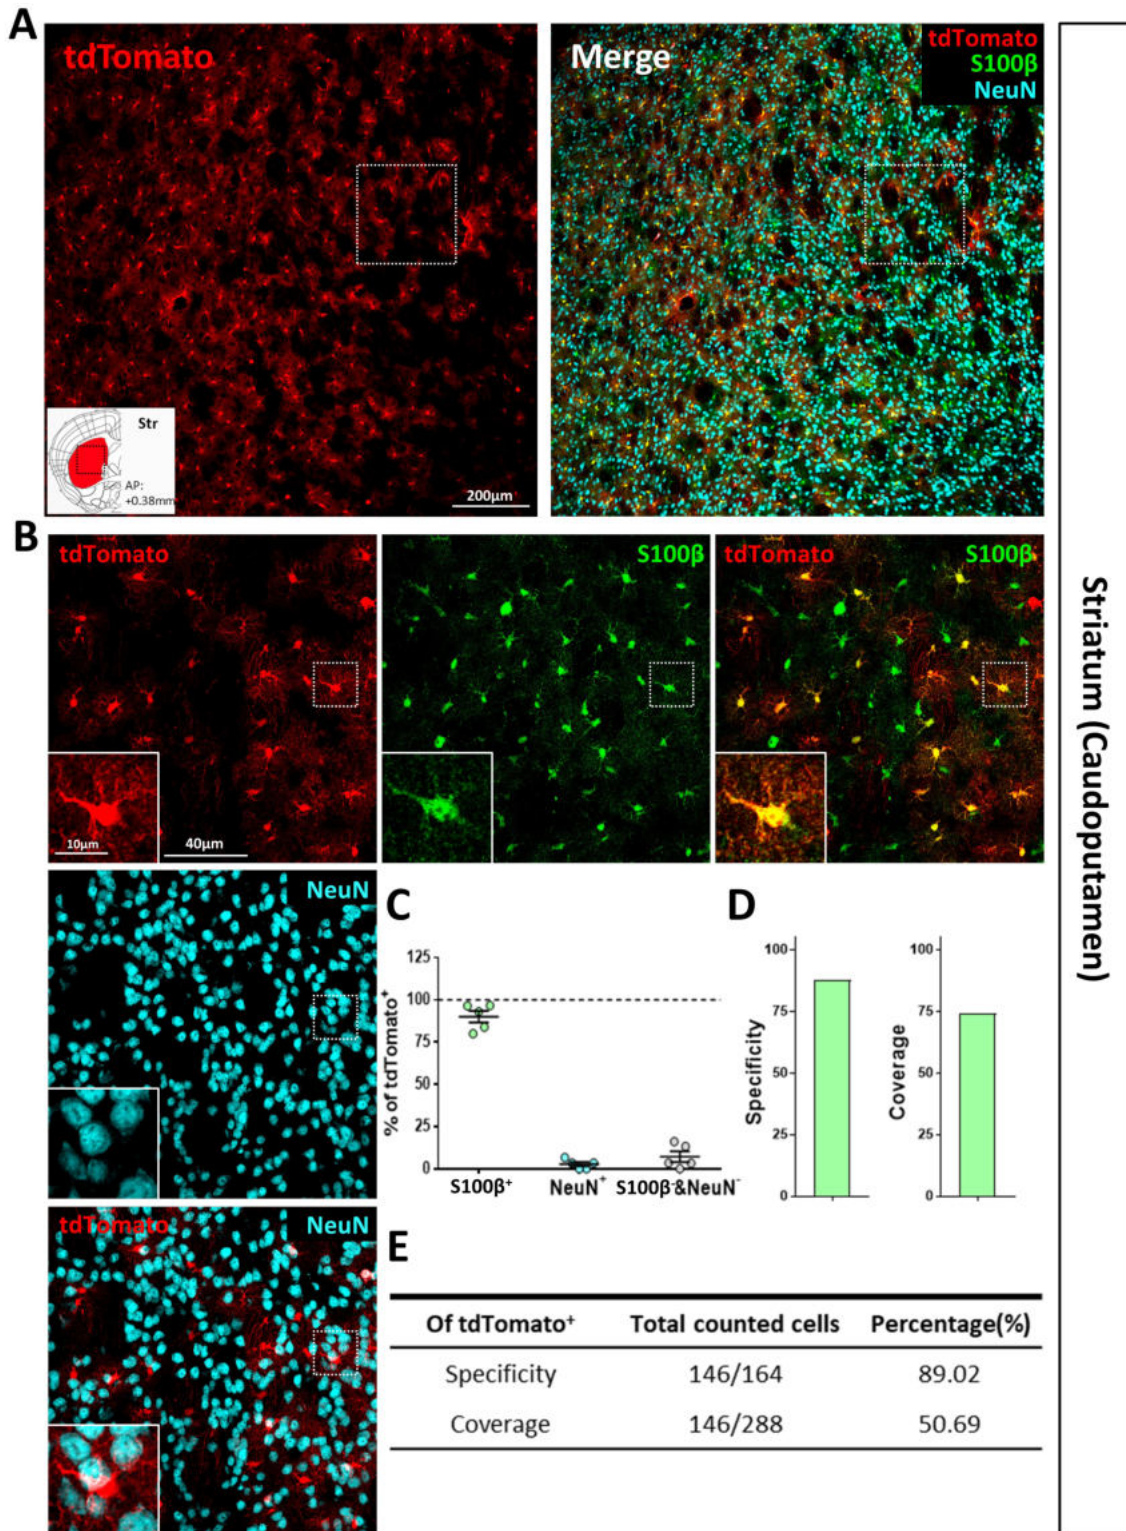 A
tdTomato
Merge
tdTomato
S100β
NeuN
Str
AP:
+0.38mm
200μm
B
tdTomato
S100β
tdTomato
S100β
10μm
40μm
NeuN
tdTomato
NeuN
C
% of tdTomato⁺
125
100
75
50
25
0
S100β⁺
NeuN⁺
S100β⁻&NeuN⁻
D
Specificity
100
75
50
25
0
Coverage
100
75
50
25
0
E
Of tdTomato⁺ Total counted cells Percentage(%)
Specificity 146/164 89.02
Coverage 146/288 50.69
Striatum (Caudoputamen)